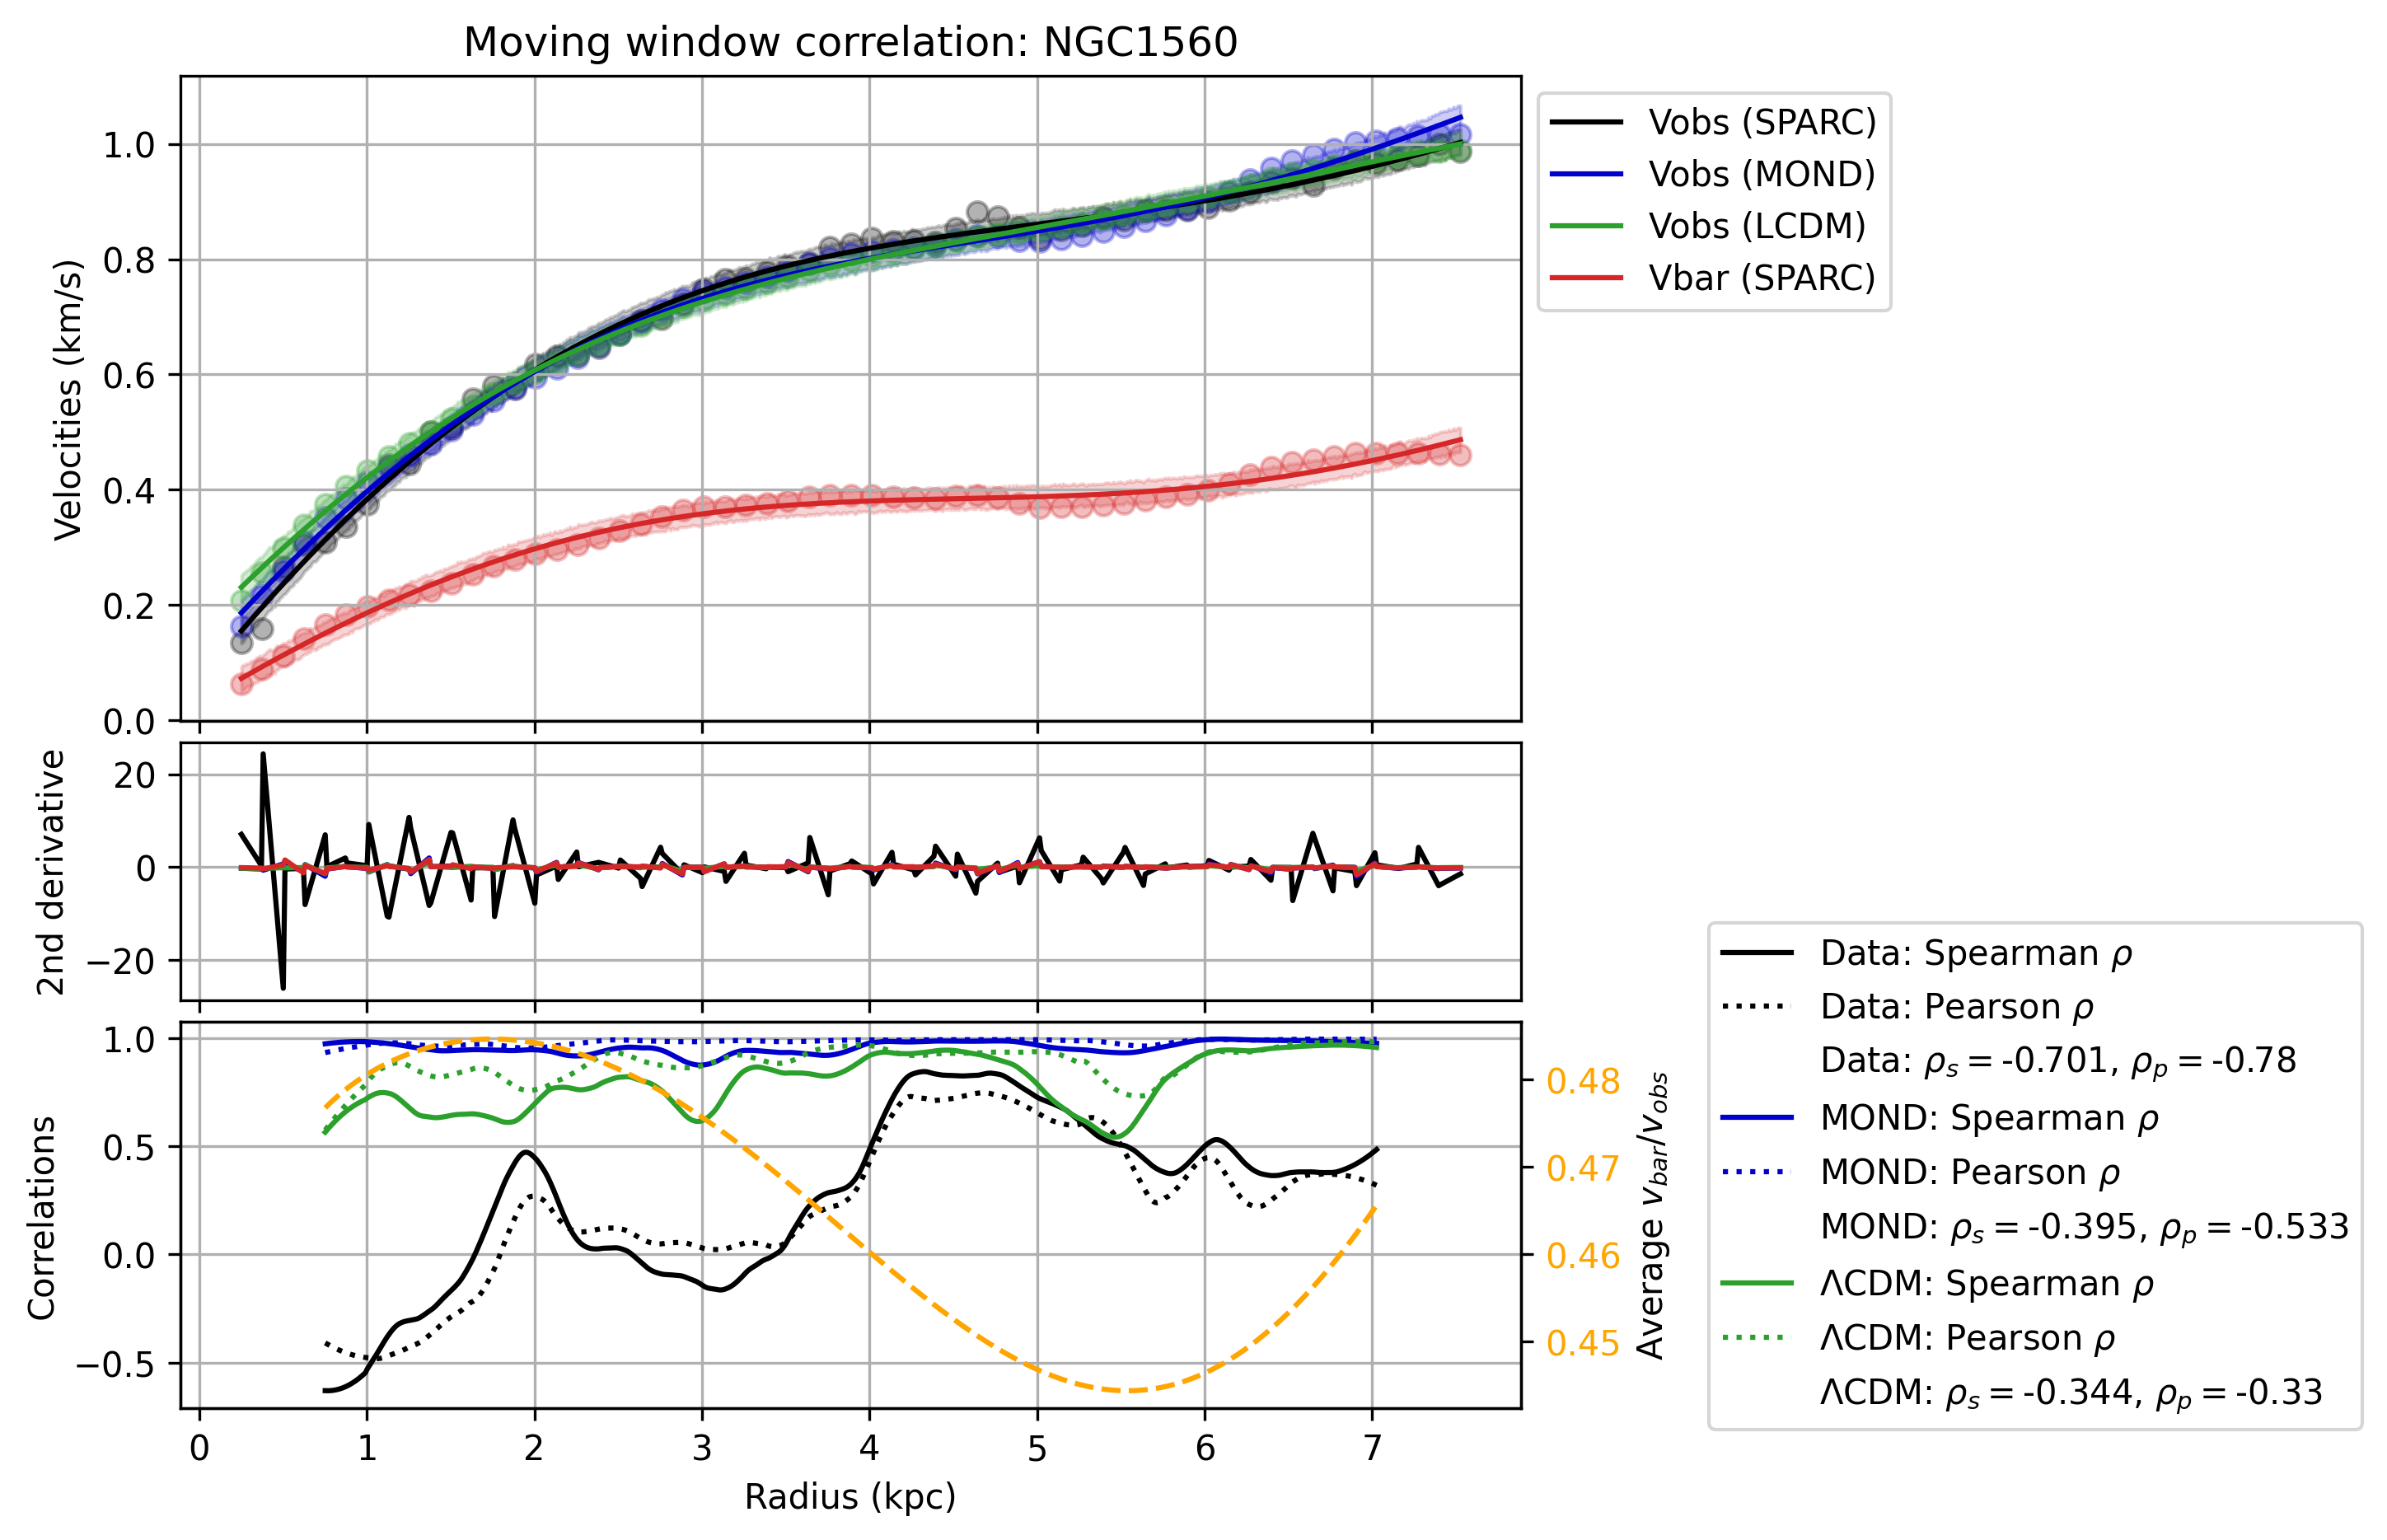 Moving window correlation: NGC1560
Velocities (km/s)
1.0
0.8
0.6
0.4
0.2
0.0
Vobs (SPARC)
Vobs (MOND)
Vobs (LCDM)
Vbar (SPARC)
2nd derivative
20
0
−20
Correlations
1.0
0.5
0.0
−0.5
0.48
0.47
0.46
0.45
Average v_bar/v_obs
0 1 2 3 4 5 6 7
Radius (kpc)
Data: Spearman ρ
Data: Pearson ρ
Data: ρ_s = -0.701, ρ_p = -0.78
MOND: Spearman ρ
MOND: Pearson ρ
MOND: ρ_s = -0.395, ρ_p = -0.533
ΛCDM: Spearman ρ
ΛCDM: Pearson ρ
ΛCDM: ρ_s = -0.344, ρ_p = -0.33